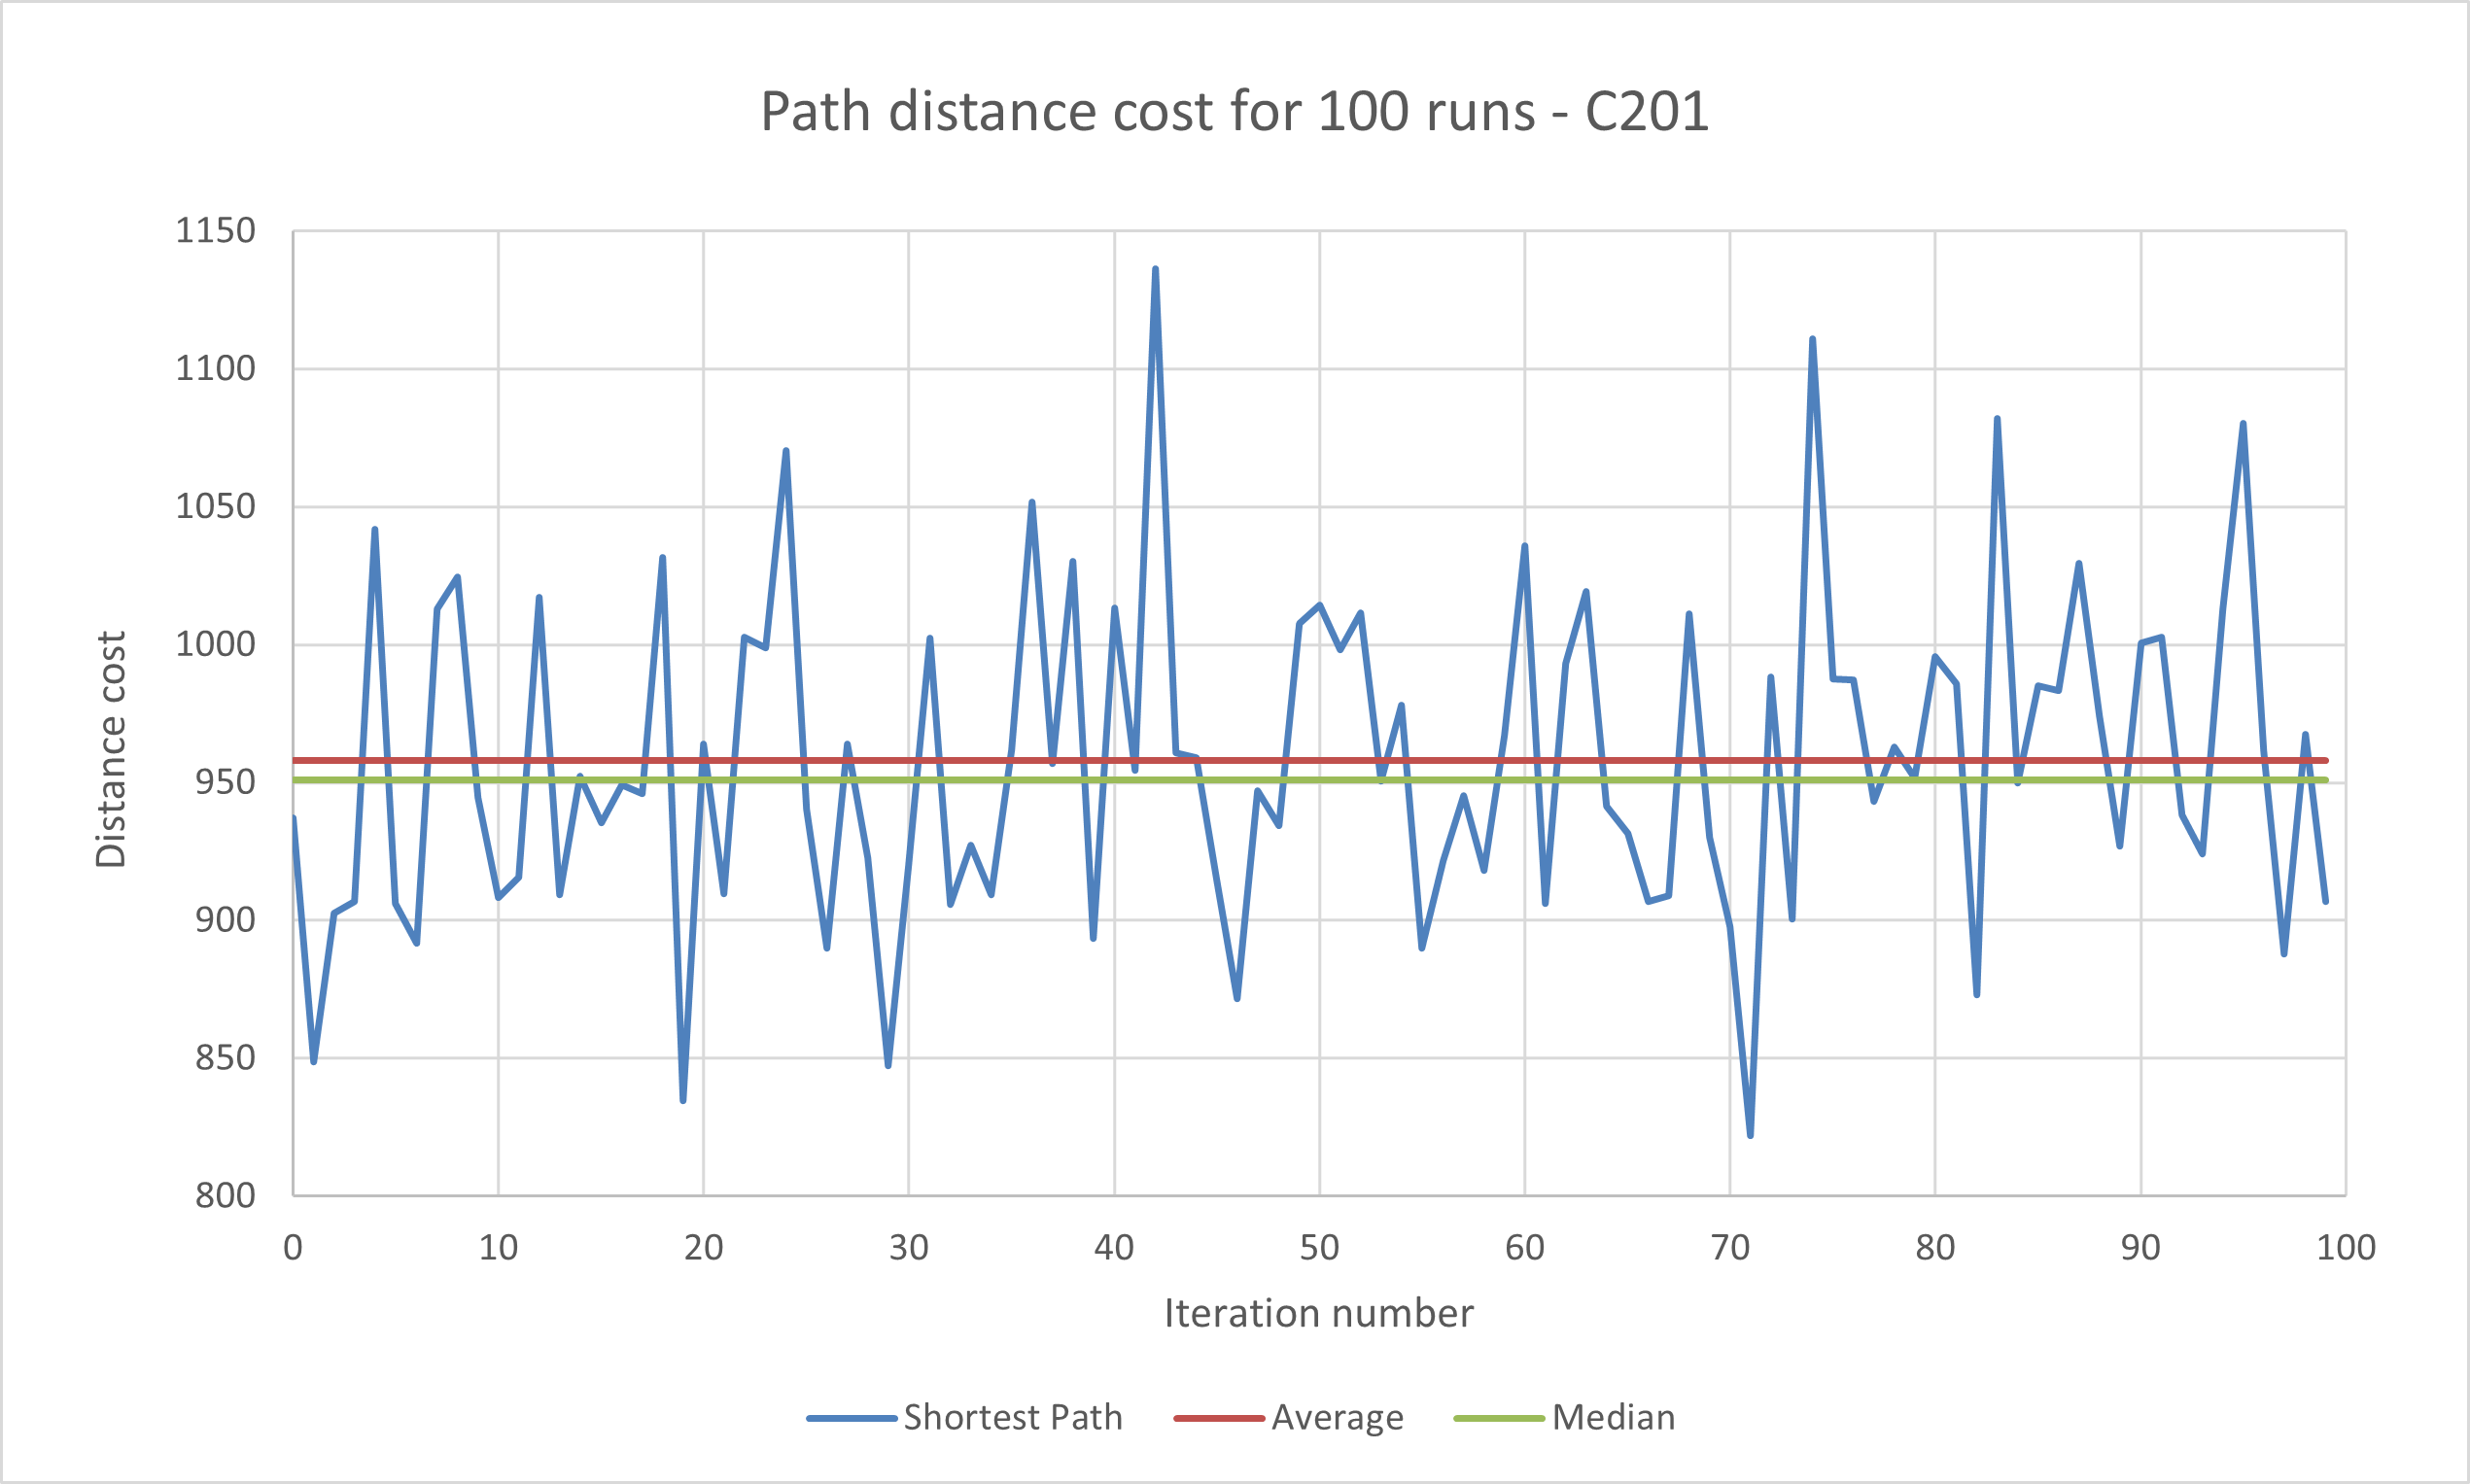 Path distance cost for 100 runs - C201
1150
1100
1050
1000
950
900
850
800
Distance cost
0 10 20 30 40 50 60 70 80 90 100
Iteration number
Shortest Path Average Median